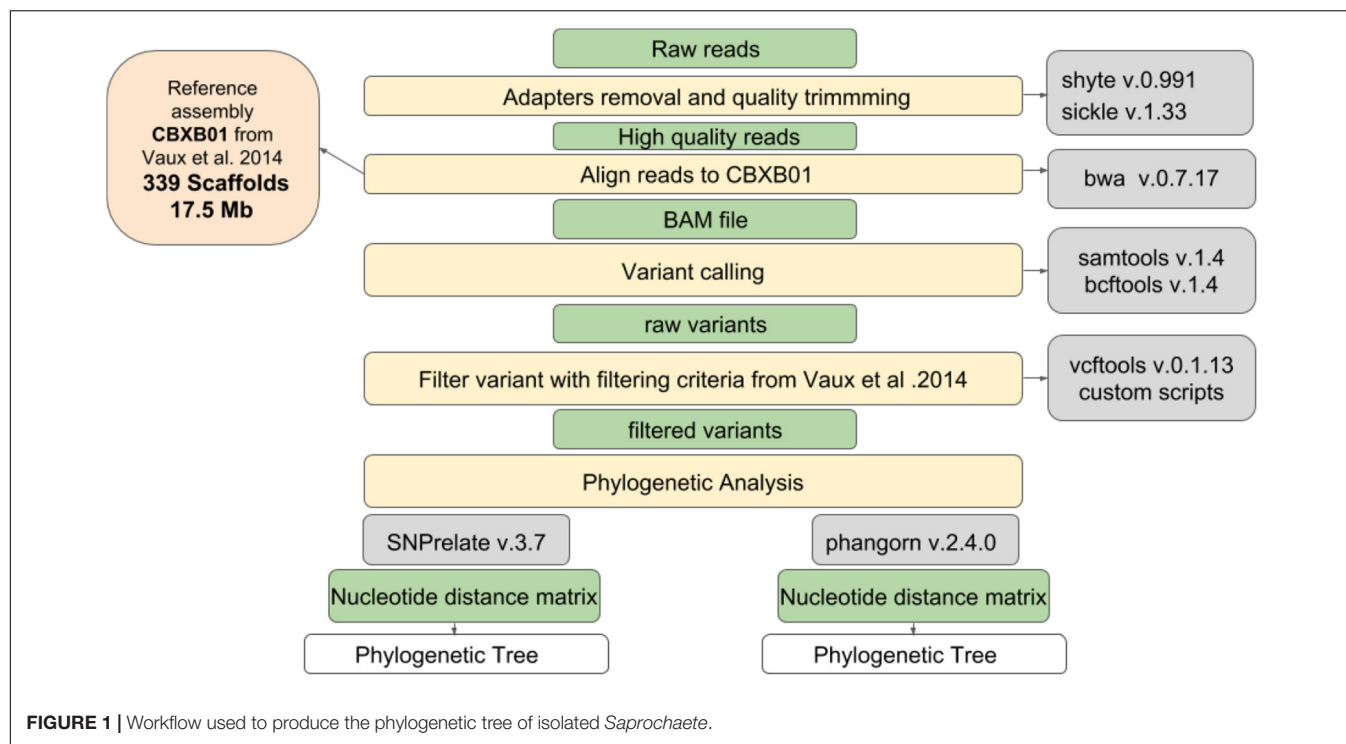 Raw reads
Adapters removal and quality trimmming
shyte v.0.991
sickle v.1.33
Reference
assembly
CBXB01 from
Vaux et al. 2014
339 Scaffolds
17.5 Mb
High quality reads
Align reads to CBXB01
bwa v.0.7.17
BAM file
Variant calling
samtools v.1.4
bcftools v.1.4
raw variants
Filter variant with filtering criteria from Vaux et al .2014
vcftools v.0.1.13
custom scripts
filtered variants
Phylogenetic Analysis
SNPrelate v.3.7
phangorn v.2.4.0
Nucleotide distance matrix
Nucleotide distance matrix
Phylogenetic Tree
Phylogenetic Tree
FIGURE 1 | Workflow used to produce the phylogenetic tree of isolated Saprochaete.